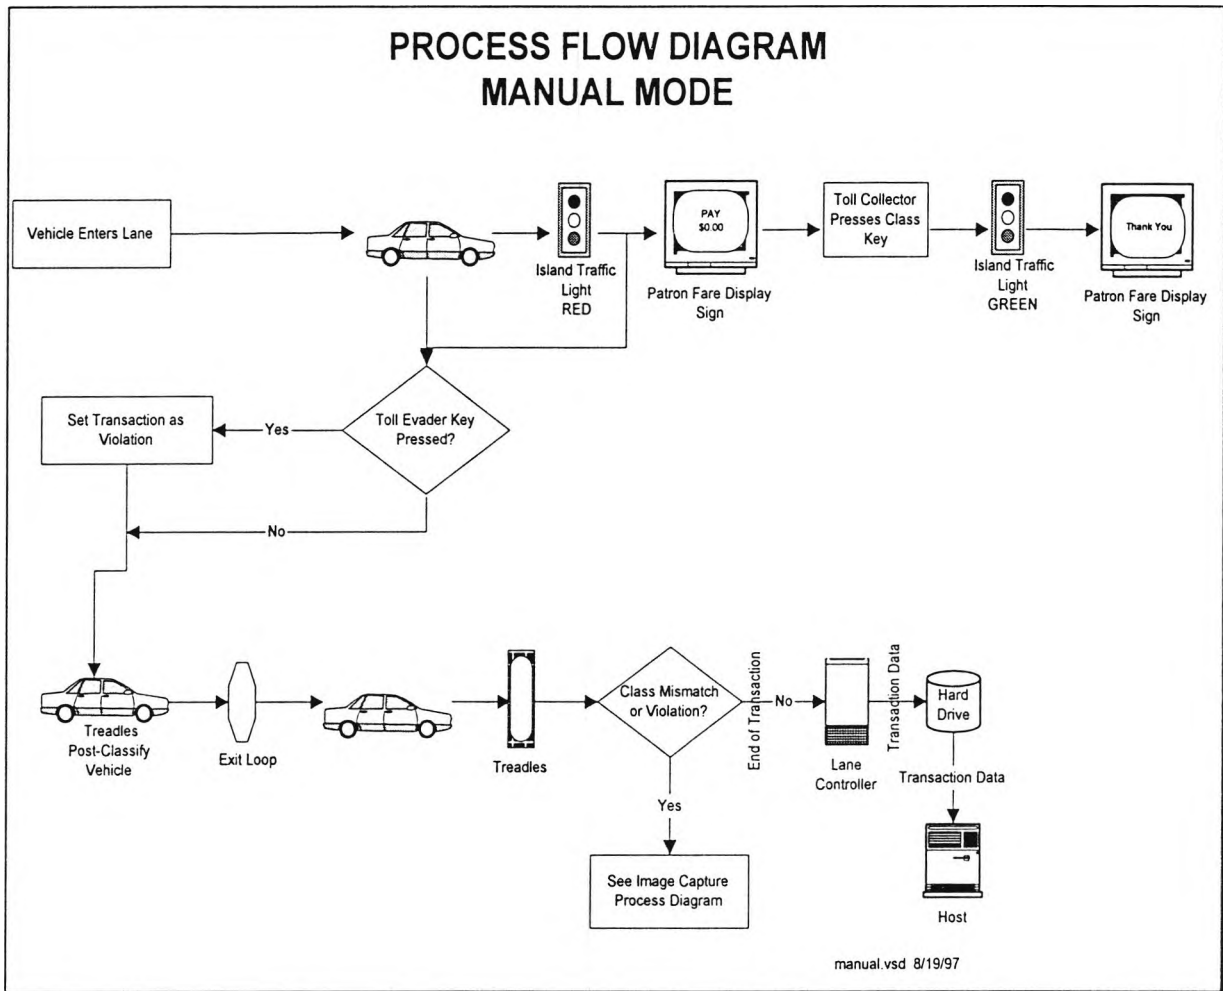 PROCESS FLOW DIAGRAM
MANUAL MODE
Vehicle Enters Lane
Island Traffic
Light
RED
PAY
$0.00
Patron Fare Display
Sign
Toll Collector
Presses Class
Key
Island Traffic
Light
GREEN
Thank You
Patron Fare Display
Sign
Set Transaction as
Violation
Yes
Toll Evader Key
Pressed?
No
Treadles
Post-Classify
Vehicle
Exit Loop
Treadles
Class Mismatch
or Violation?
End of Transaction
No
Lane
Controller
Transaction Data
Hard
Drive
Transaction Data
Host
Yes
See Image Capture
Process Diagram
manual.vsd 8/19/97